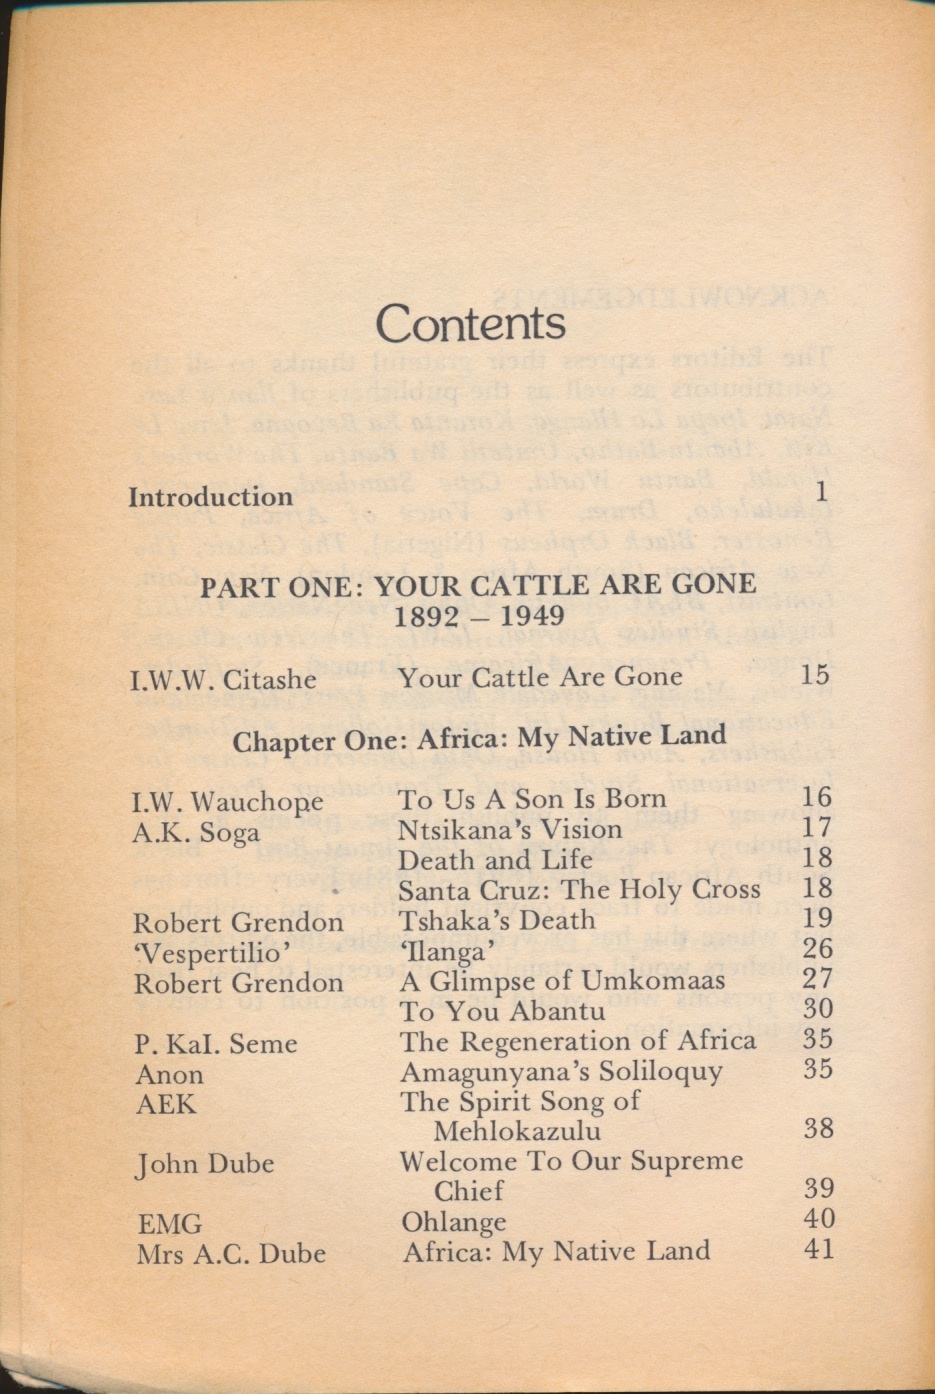 Contents
Introduction 1
PART ONE: YOUR CATTLE ARE GONE
1892 – 1949
I.W.W. Citashe Your Cattle Are Gone 15
Chapter One: Africa: My Native Land
I.W. Wauchope To Us A Son Is Born 16
A.K. Soga Ntsikana's Vision 17
Death and Life 18
Santa Cruz: The Holy Cross 18
Robert Grendon Tshaka's Death 19
'Vespertilio' 'Ilanga' 26
Robert Grendon A Glimpse of Umkomaas 27
To You Abantu 30
P. KaI. Seme The Regeneration of Africa 35
Anon Amagunyana's Soliloquy 35
AEK The Spirit Song of
Mehlokazulu 38
John Dube Welcome To Our Supreme
Chief 39
EMG Ohlange 40
Mrs A.C. Dube Africa: My Native Land 41